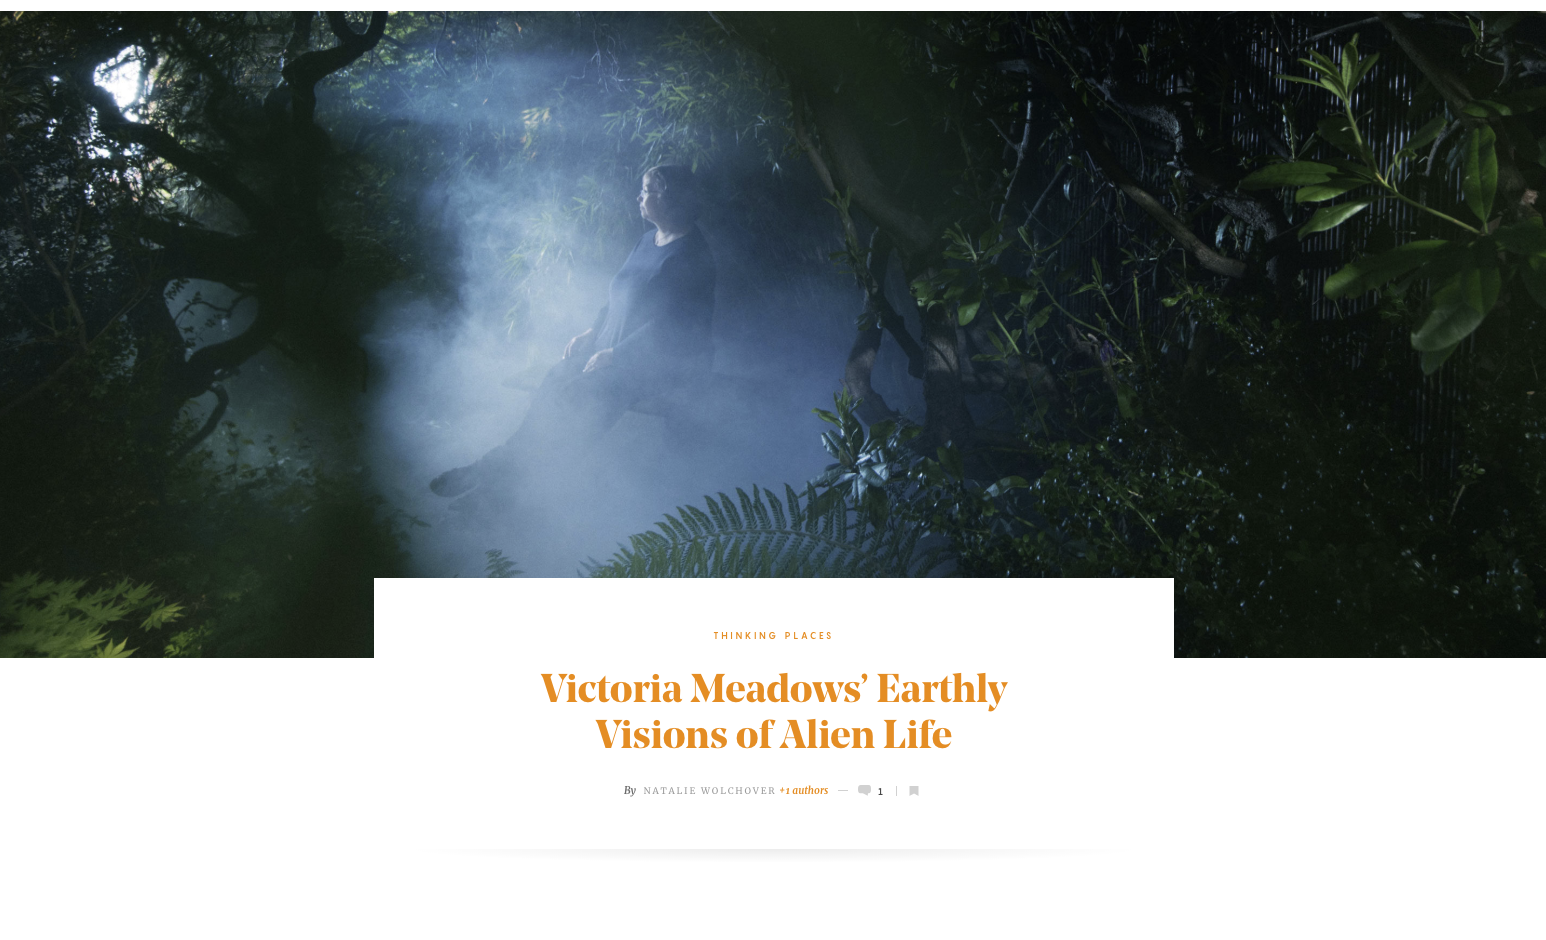 THINKING PLACES
Victoria Meadows’ Earthly
Visions of Alien Life
By NATALIE WOLCHOVER +1 authors — 1 |